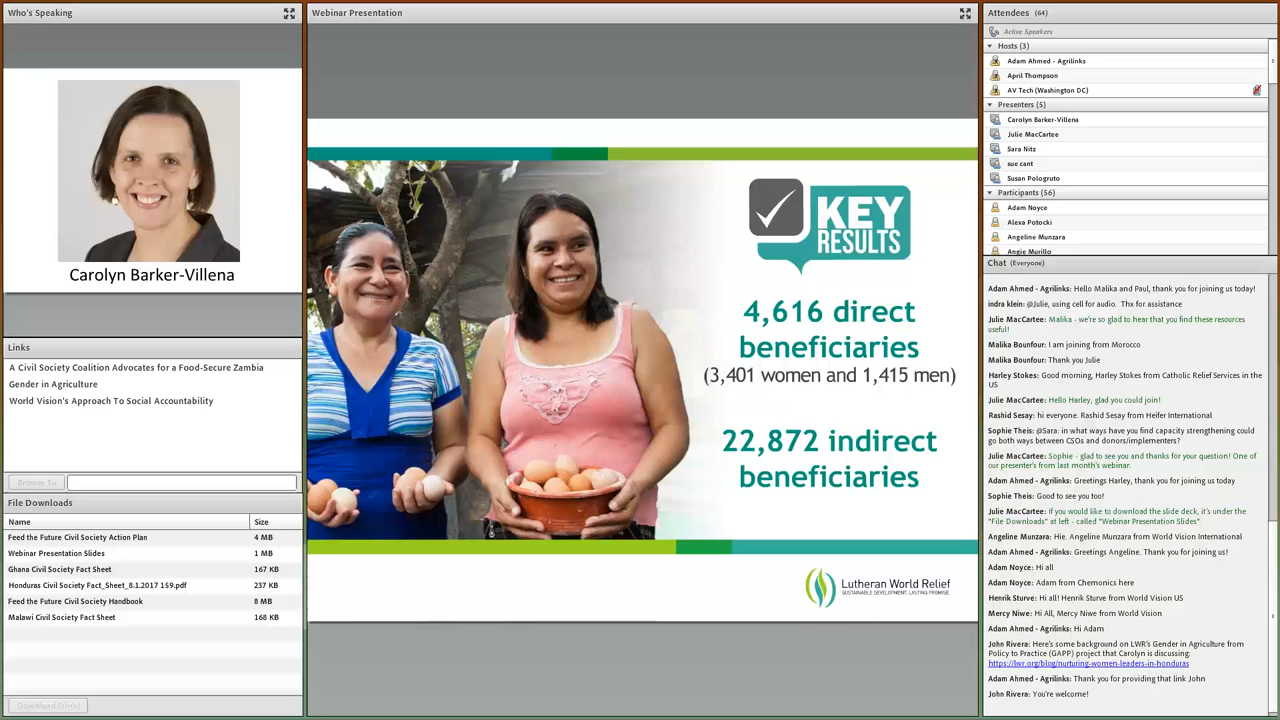 Who's Speaking
Carolyn Barker-Villena
Links
A Civil Society Coalition Advocates for a Food-Secure Zambia
Gender in Agriculture
World Vision's Approach To Social Accountability
Browse To
File Downloads
Name Size
Feed the Future Civil Society Action Plan 4 MB
Webinar Presentation Slides 1 MB
Ghana Civil Society Fact Sheet 167 KB
Honduras Civil Society Fact_Sheet_8.1.2017 159.pdf 237 KB
Feed the Future Civil Society Handbook 8 MB
Malawi Civil Society Fact Sheet 168 KB
Download File(s)
Webinar Presentation
KEY
RESULTS
4,616 direct
beneficiaries
(3,401 women and 1,415 men)
22,872 indirect
beneficiaries
Lutheran World Relief
SUSTAINABLE DEVELOPMENT. LASTING PROMISE.
Attendees (64)
Active Speakers
Hosts (3)
Adam Ahmed - Agrilinks
April Thompson
AV Tech (Washington DC)
Presenters (5)
Carolyn Barker-Villena
Julie MacCartee
Sara Nitz
sue cant
Susan Pologruto
Participants (56)
Adam Noyce
Alexa Potocki
Angeline Munzara
Angie Murillo
Chat (Everyone)
Adam Ahmed - Agrilinks: Hello Malika and Paul, thank you for joining us today!
indra klein: @Julie, using cell for audio. Thx for assistance
Julie MacCartee: Malika - we're so glad to hear that you find these resources
useful!
Malika Bounfour: I am joining from Morocco
Malika Bounfour: Thank you Julie
Harley Stokes: Good morning, Harley Stokes from Catholic Relief Services in the
US
Julie MacCartee: Hello Harley, glad you could join!
Rashid Sesay: hi everyone. Rashid Sesay from Heifer International
Sophie Theis: @Sara: in what ways have you find capacity strengthening could
go both ways between CSOs and donors/implementers?
Julie MacCartee: Sophie - glad to see you and thanks for your question! One of
our presenter's from last month's webinar.
Adam Ahmed - Agrilinks: Greetings Harley, thank you for joining us today
Sophie Theis: Good to see you too!
Julie MacCartee: If you would like to download the slide deck, it's under the
"File Downloads" at left - called "Webinar Presentation Slides"
Angeline Munzara: Hie. Angeline Munzara from World Vision International
Adam Ahmed - Agrilinks: Greetings Angeline. Thank you for joining us!
Adam Noyce: Hi all
Adam Noyce: Adam from Chemonics here
Henrik Sturve: Hi all! Henrik Sturve from World Vision US
Mercy Niwe: Hi All, Mercy Niwe from World Vision
Adam Ahmed - Agrilinks: Hi Adam
John Rivera: Here's some background on LWR's Gender in Agriculture from
Policy to Practice (GAPP) project that Carolyn is discussing:
https://lwr.org/blog/nurturing-women-leaders-in-honduras
Adam Ahmed - Agrilinks: Thank you for providing that link John
John Rivera: You're welcome!